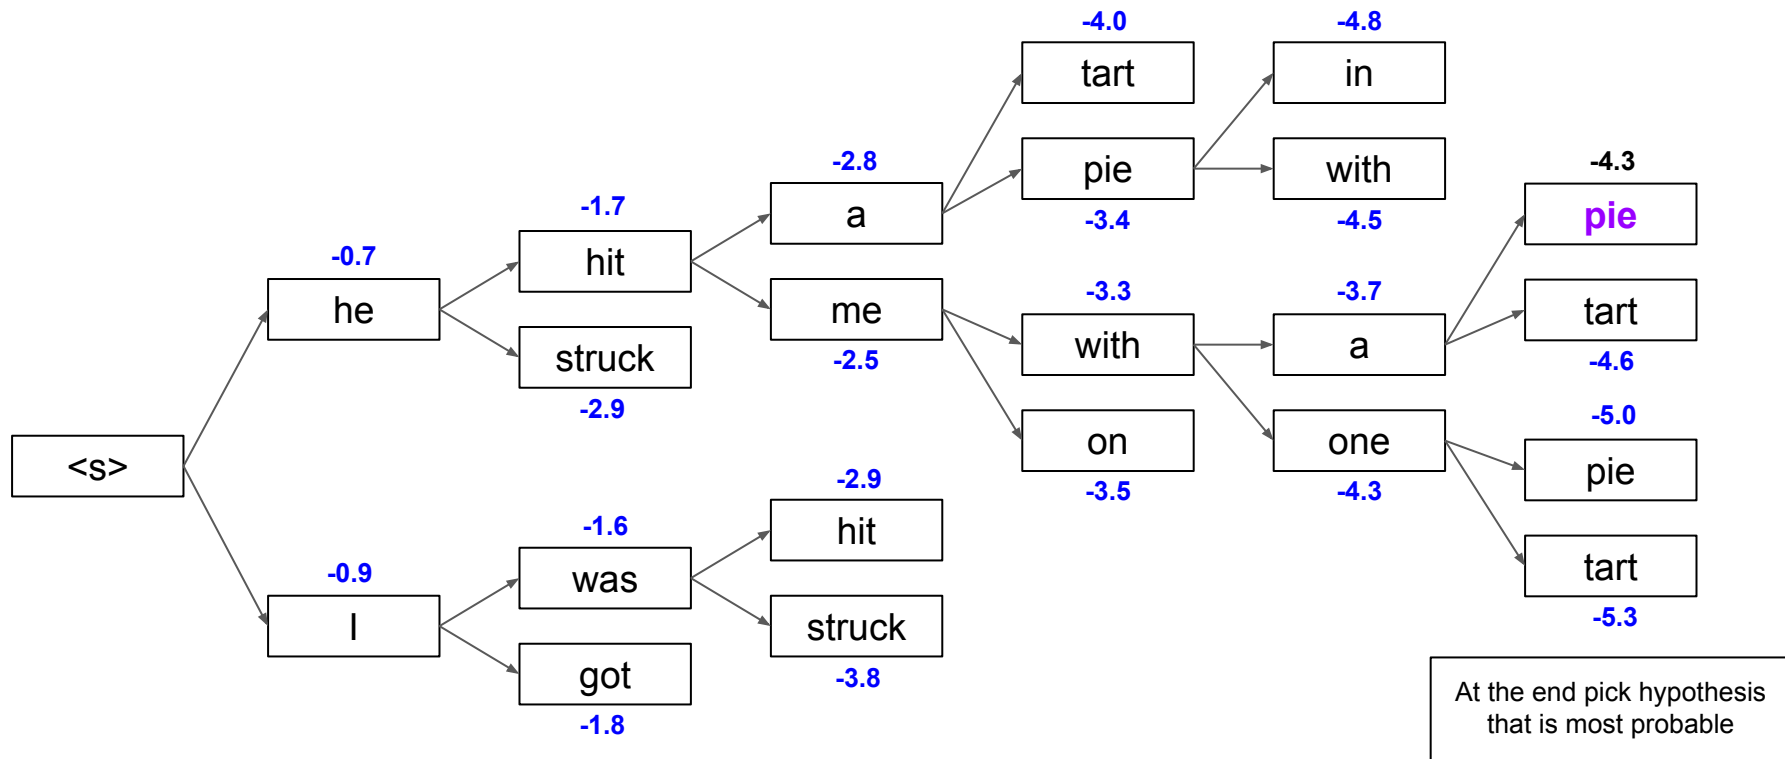 -4.0
-4.8
tart
in
-2.8
pie
with
-4.3
-1.7
a
-3.4
-4.5
pie
-0.7
hit
he
me
-3.3
-3.7
tart
struck
-2.5
with
a
-4.6
-2.9
-5.0
<s>
on
one
pie
-2.9
-3.5
-4.3
-1.6
hit
-0.9
was
tart
I
struck
-5.3
got
-3.8
-1.8
At the end pick hypothesis
that is most probable